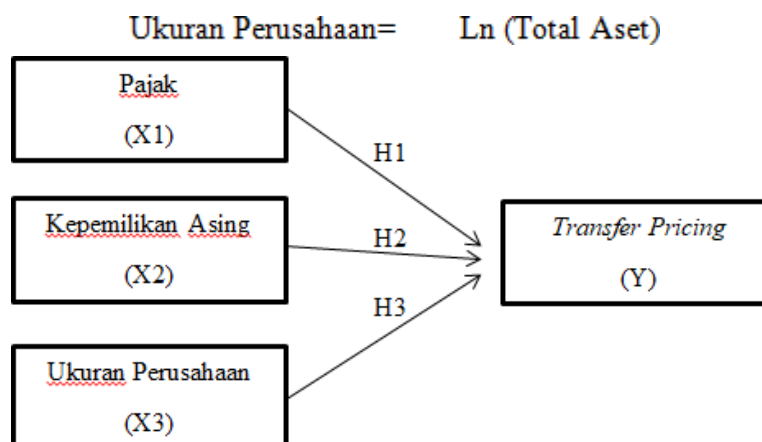 Ukuran Perusahaan= Ln (Total Aset)
Pajak
(X1)
H1
Kepemilikan Asing
(X2)
H2
Transfer Pricing
(Y)
H3
Ukuran Perusahaan
(X3)